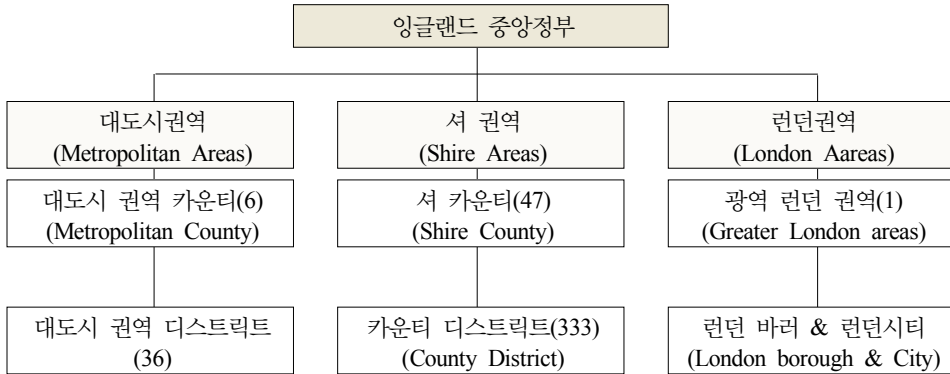 잉글랜드 중앙정부
대도시권역
(Metropolitan Areas)
셔 권역
(Shire Areas)
런던권역
(London Aareas)
대도시 권역 카운티(6)
(Metropolitan County)
셔 카운티(47)
(Shire County)
광역 런던 권역(1)
(Greater London areas)
대도시 권역 디스트릭트
(36)
카운티 디스트릭트(333)
(County District)
런던 바러 & 런던시티
(London borough & City)